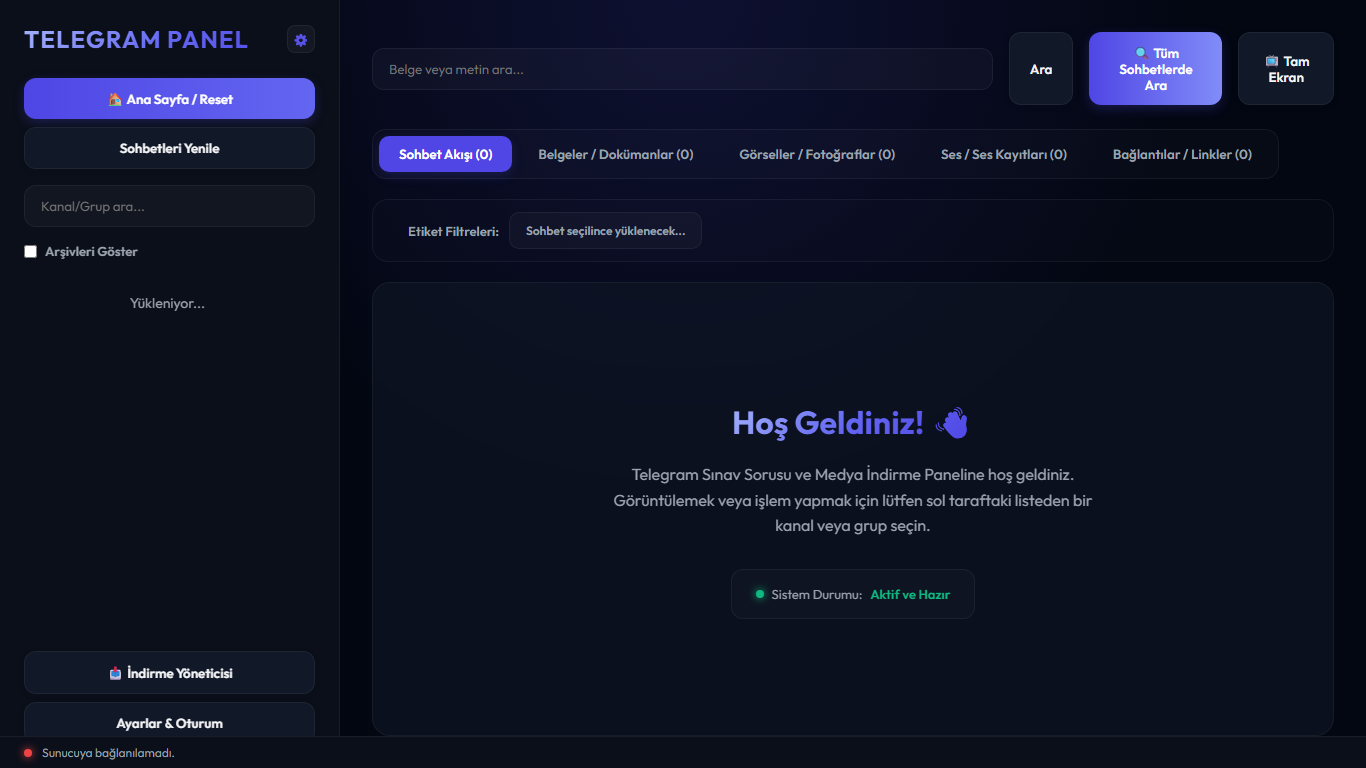 TELEGRAM PANEL
Ana Sayfa / Reset
Sohbetleri Yenile
Kanal/Grup ara...
Arşivleri Göster
Yükleniyor...
İndirme Yöneticisi
Ayarlar & Oturum
Belge veya metin ara...
Ara
Tüm
Sohbetlerde
Ara
Tam
Ekran
Sohbet Akışı (0)
Belgeler / Dokümanlar (0)
Görseller / Fotoğraflar (0)
Ses / Ses Kayıtları (0)
Bağlantılar / Linkler (0)
Etiket Filtreleri:
Sohbet seçilince yüklenecek...
Hoş Geldiniz! 👋
Telegram Sınav Sorusu ve Medya İndirme Paneline hoş geldiniz.
Görüntülemek veya işlem yapmak için lütfen sol taraftaki listeden bir
kanal veya grup seçin.
Sistem Durumu: Aktif ve Hazır
Sunucuya bağlanılamadı.